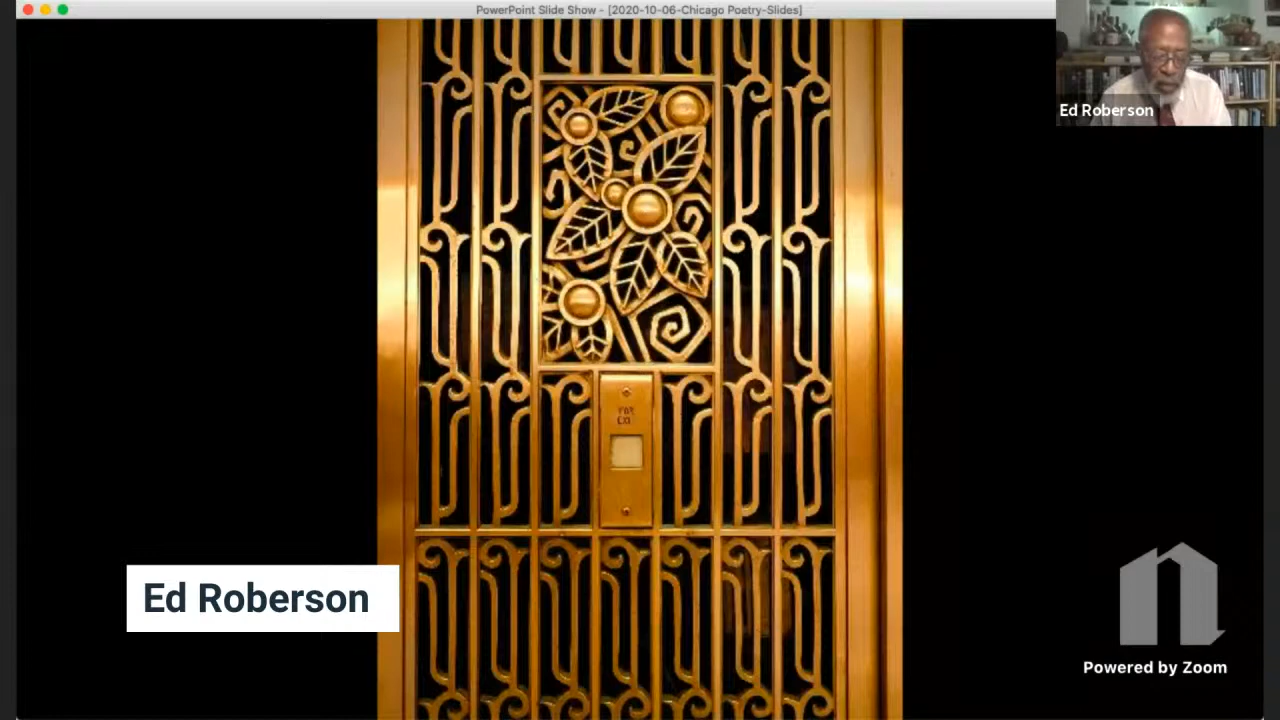 PowerPoint Slide Show - [2020-10-06-Chicago Poetry-Slides]
Ed Roberson
Ed Roberson
Powered by Zoom